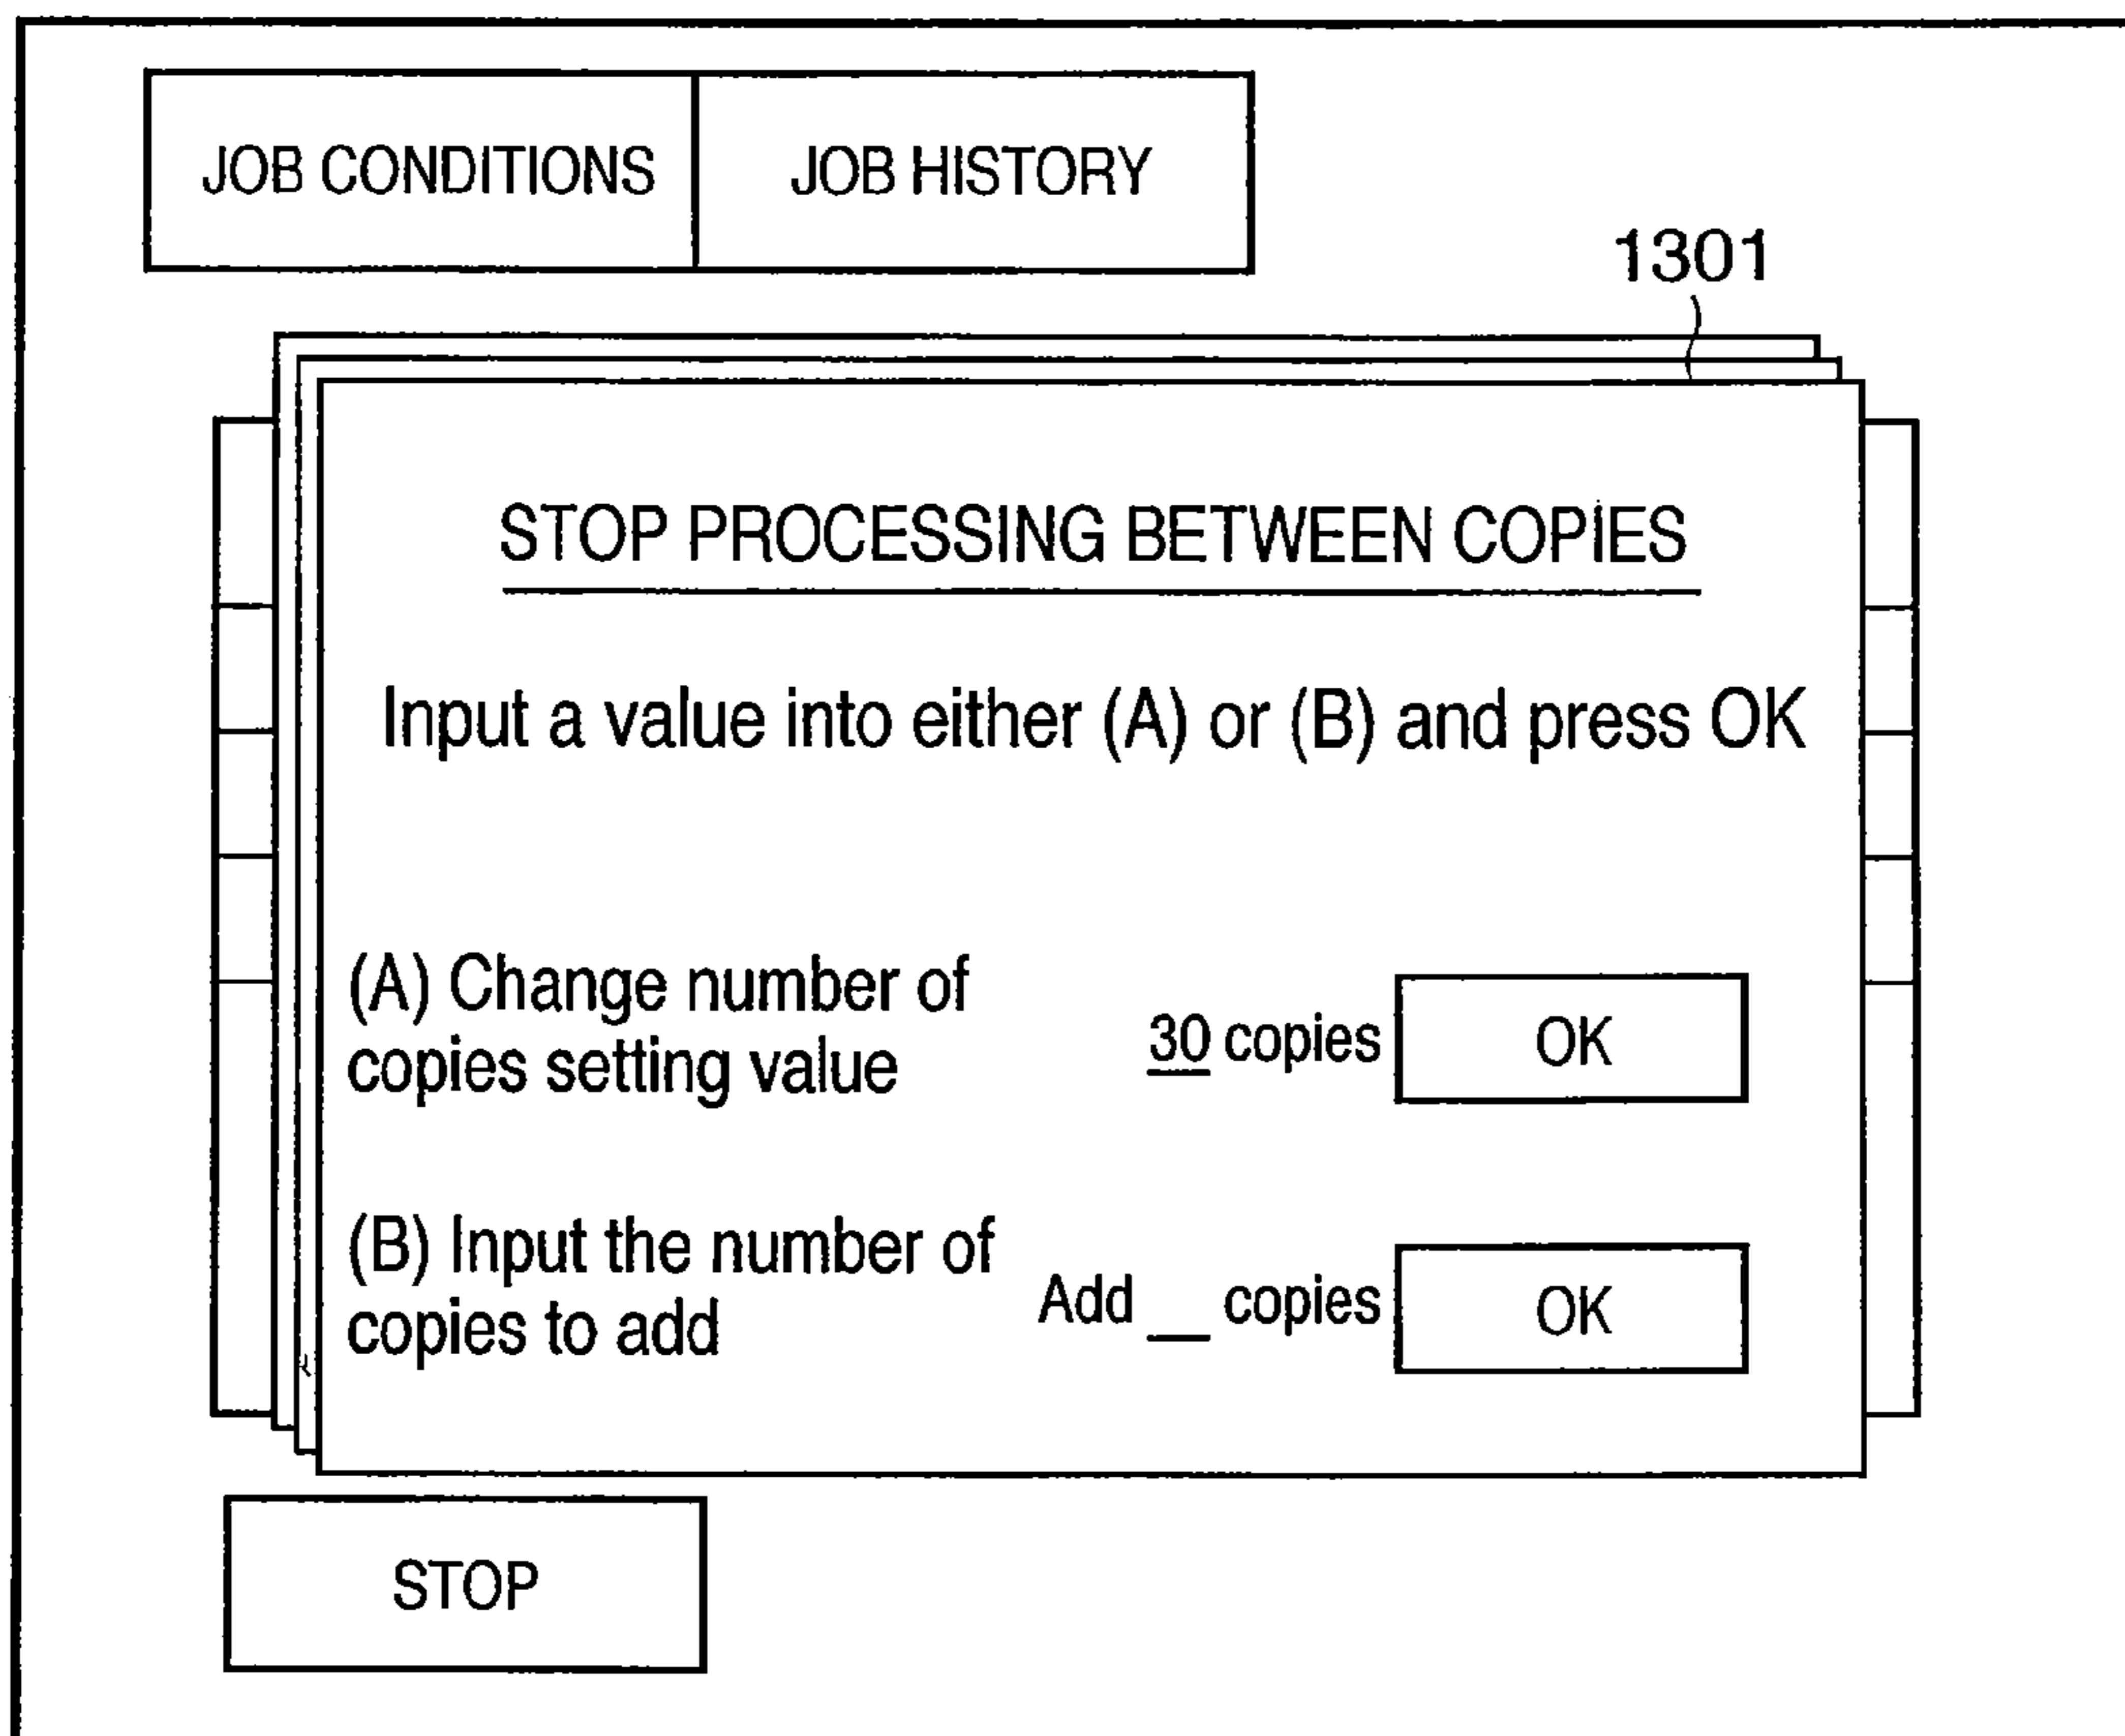 JOB CONDITIONS JOB HISTORY
1301
STOP PROCESSING BETWEEN COPIES
Input a value into either (A) or (B) and press OK
(A) Change number of
copies setting value
30 copies OK
(B) Input the number of
copies to add
Add __ copies OK
STOP